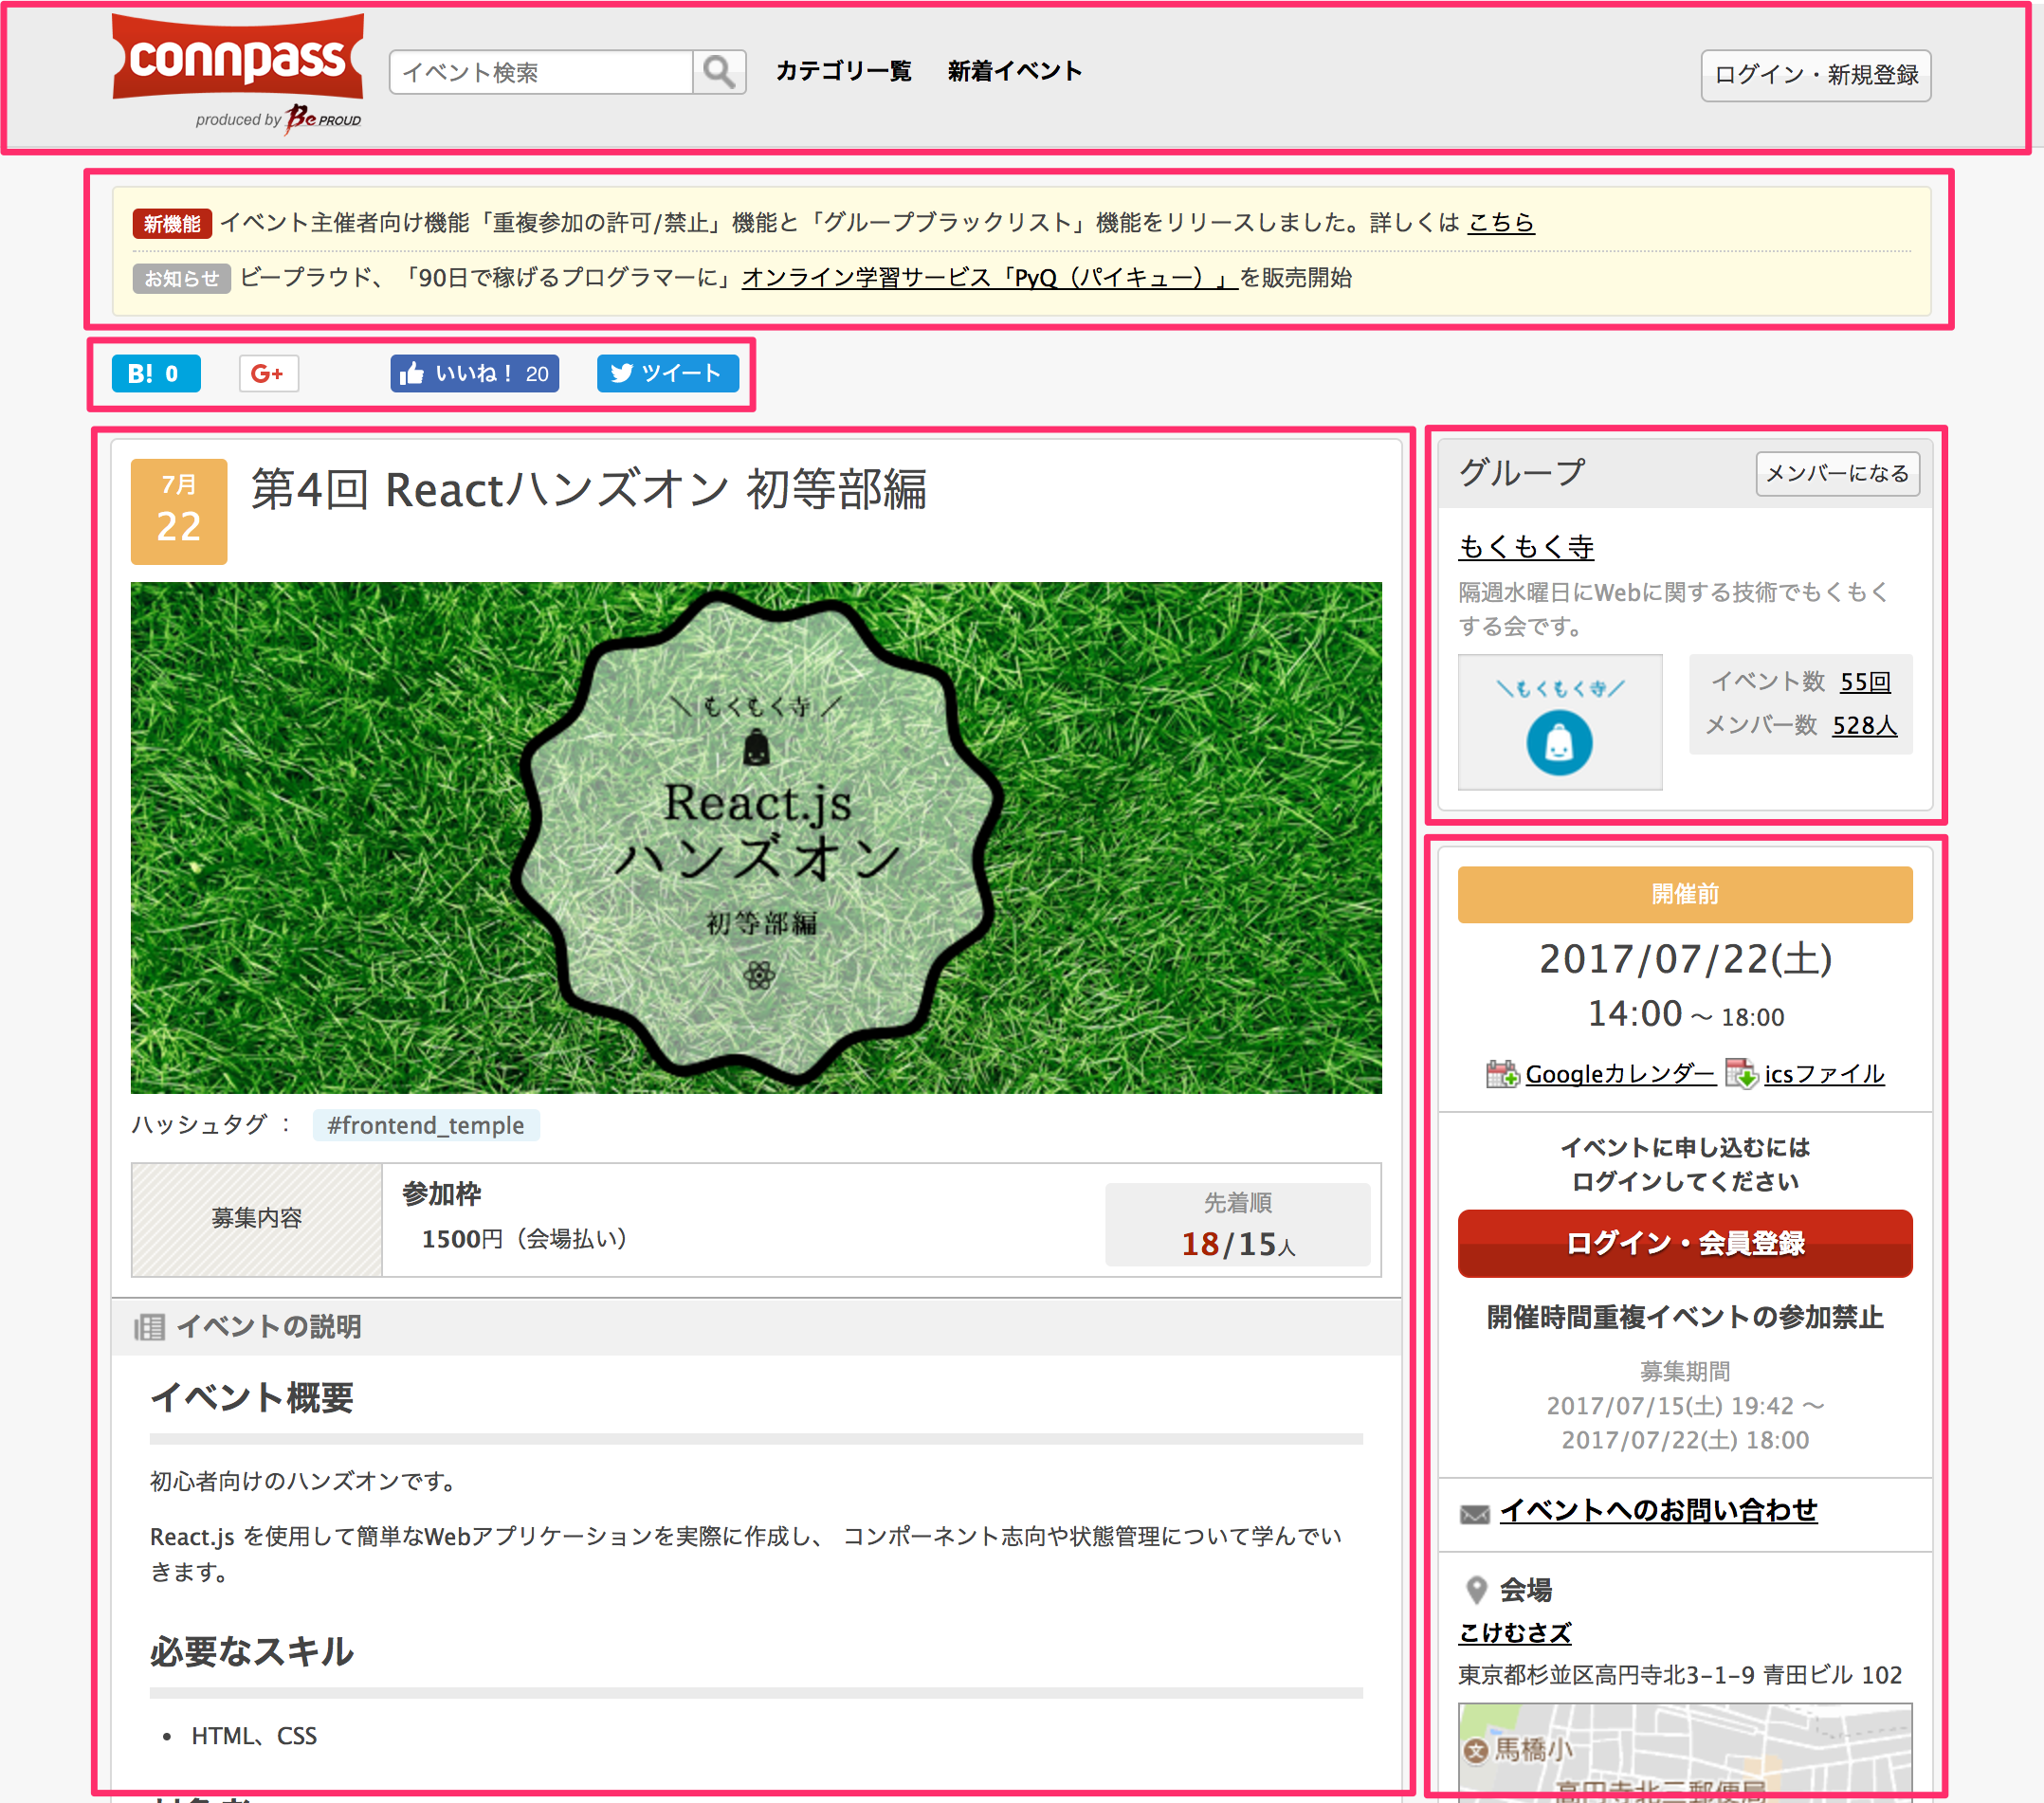 connpass
produced by Be PROUD
イベント検索
カテゴリ一覧
新着イベント
ログイン・新規登録
新機能 イベント主催者向け機能「重複参加の許可/禁止」機能と「グループブラックリスト」機能をリリースしました。詳しくは こちら
お知らせ ビープラウド、「90日で稼げるプログラマーに」オンライン学習サービス「PyQ（パイキュー）」を販売開始
B! 0
G+
いいね！ 20
ツイート
7月
22
第4回 Reactハンズオン 初等部編
＼もくもく寺／
React.js
ハンズオン
初等部編
ハッシュタグ ： #frontend_temple
募集内容
参加枠
1500円（会場払い）
先着順
18/15人
イベントの説明
イベント概要
初心者向けのハンズオンです。
React.js を使用して簡単なWebアプリケーションを実際に作成し、 コンポーネント志向や状態管理について学んでい
きます。
必要なスキル
• HTML、CSS
グループ
メンバーになる
もくもく寺
隔週水曜日にWebに関する技術でもくもく
する会です。
＼もくもく寺／
イベント数 55回
メンバー数 528人
開催前
2017/07/22(土)
14:00 〜 18:00
Googleカレンダー icsファイル
イベントに申し込むには
ログインしてください
ログイン・会員登録
開催時間重複イベントの参加禁止
募集期間
2017/07/15(土) 19:42 〜
2017/07/22(土) 18:00
イベントへのお問い合わせ
会場
こけむさズ
東京都杉並区高円寺北3-1-9 青田ビル 102
文 馬橋小
高円寺北三郵便局